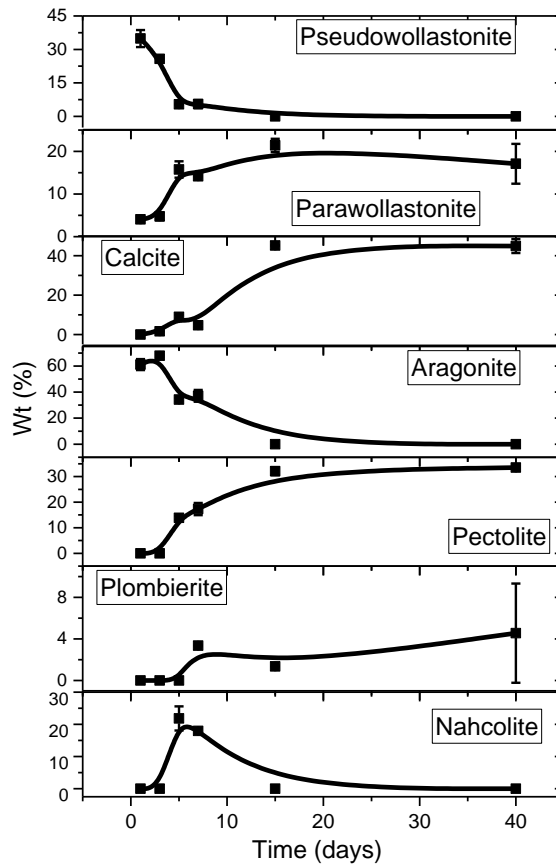 45
30
15
0
Pseudowollastonite
20
10
0
Parawollastonite
40
20
0
Calcite
60
40
20
0
Aragonite
30
20
10
0
Pectolite
8
4
0
Plombierite
30
20
10
0
Nahcolite
Wt (%)
0 10 20 30 40
Time (days)